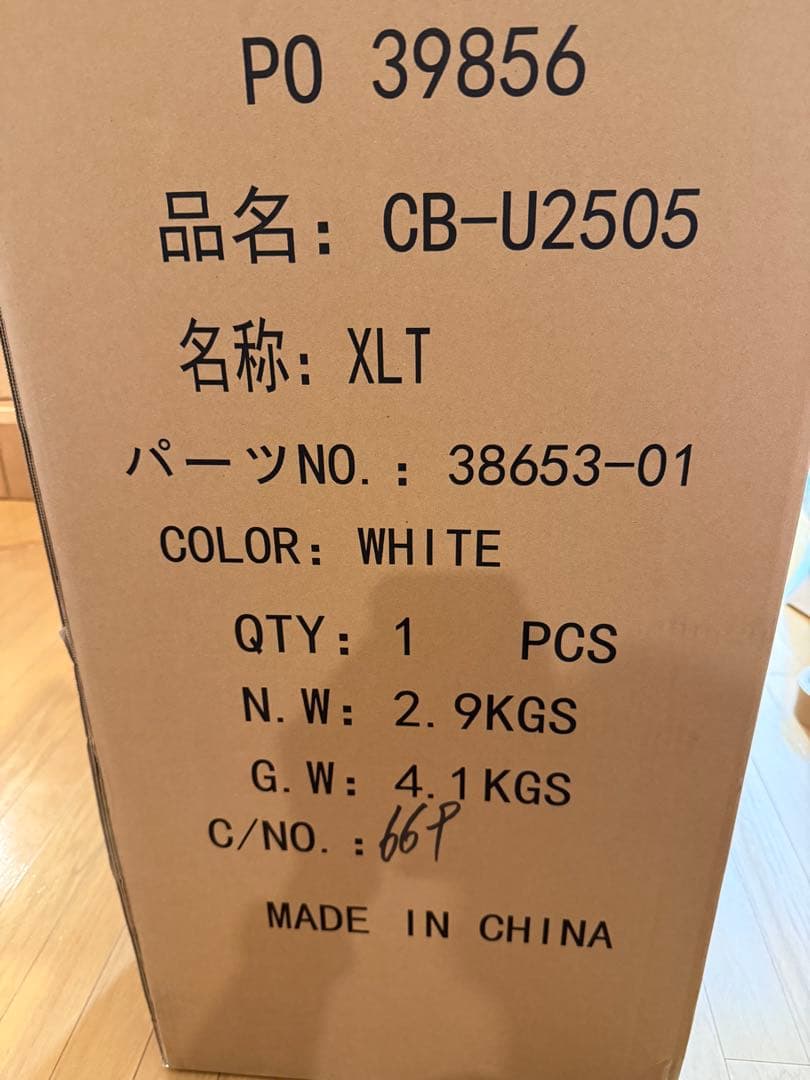 PO 39856
品名: CB-U2505
名称: XLT
パーツNO.: 38653-01
COLOR: WHITE
QTY: 1 PCS
N.W: 2.9KGS
G.W: 4.1KGS
C/NO.:
MADE IN CHINA